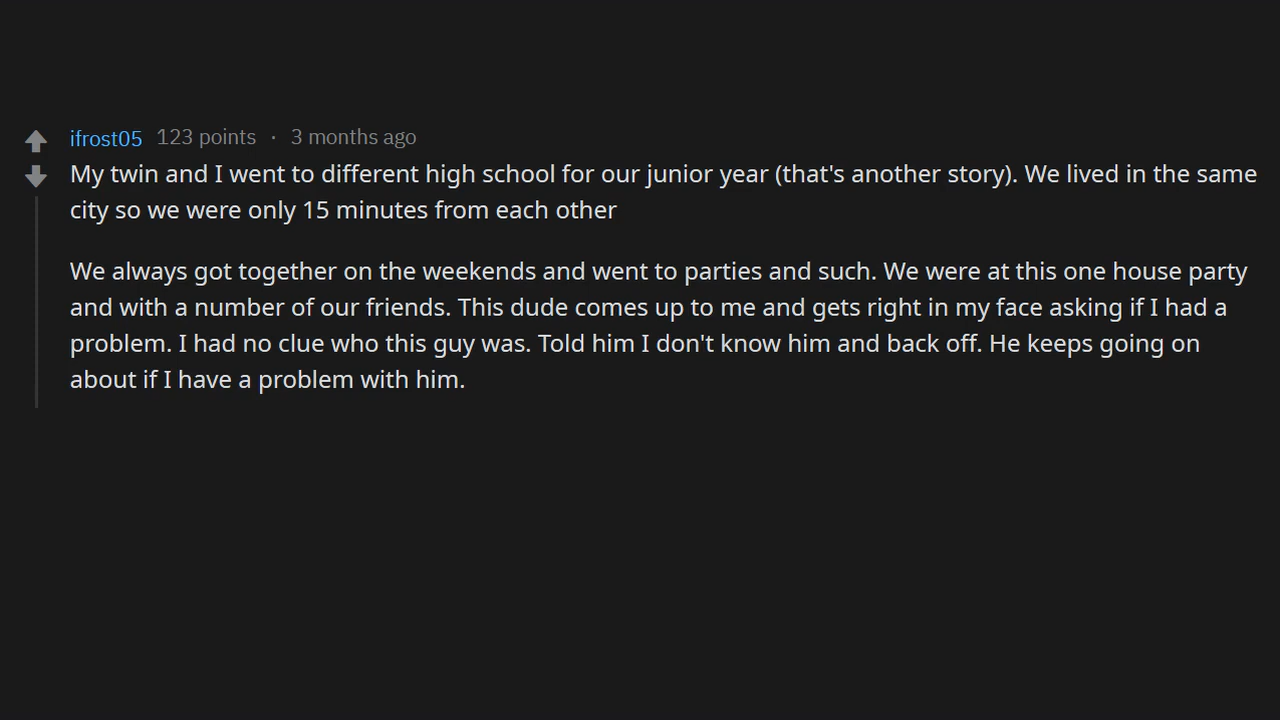 ifrost05 123 points · 3 months ago
My twin and I went to different high school for our junior year (that's another story). We lived in the same
city so we were only 15 minutes from each other
We always got together on the weekends and went to parties and such. We were at this one house party
and with a number of our friends. This dude comes up to me and gets right in my face asking if I had a
problem. I had no clue who this guy was. Told him I don't know him and back off. He keeps going on
about if I have a problem with him.